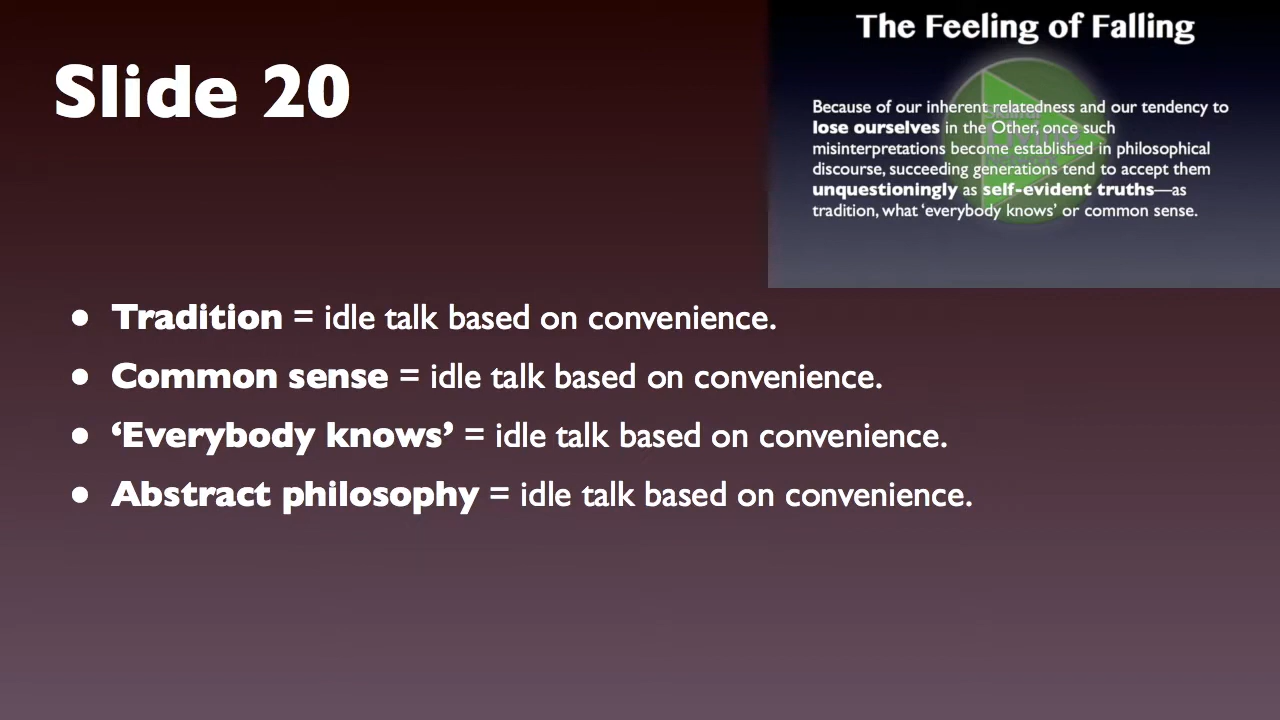 The Feeling of Falling
Slide 20
Because of our inherent relatedness and our tendency to
lose ourselves in the Other, once such
misinterpretations become established in philosophical
discourse, succeeding generations tend to accept them
unquestioningly as self-evident truths—as
tradition, what ‘everybody knows’ or common sense.
• Tradition = idle talk based on convenience.
• Common sense = idle talk based on convenience.
• ‘Everybody knows’ = idle talk based on convenience.
• Abstract philosophy = idle talk based on convenience.